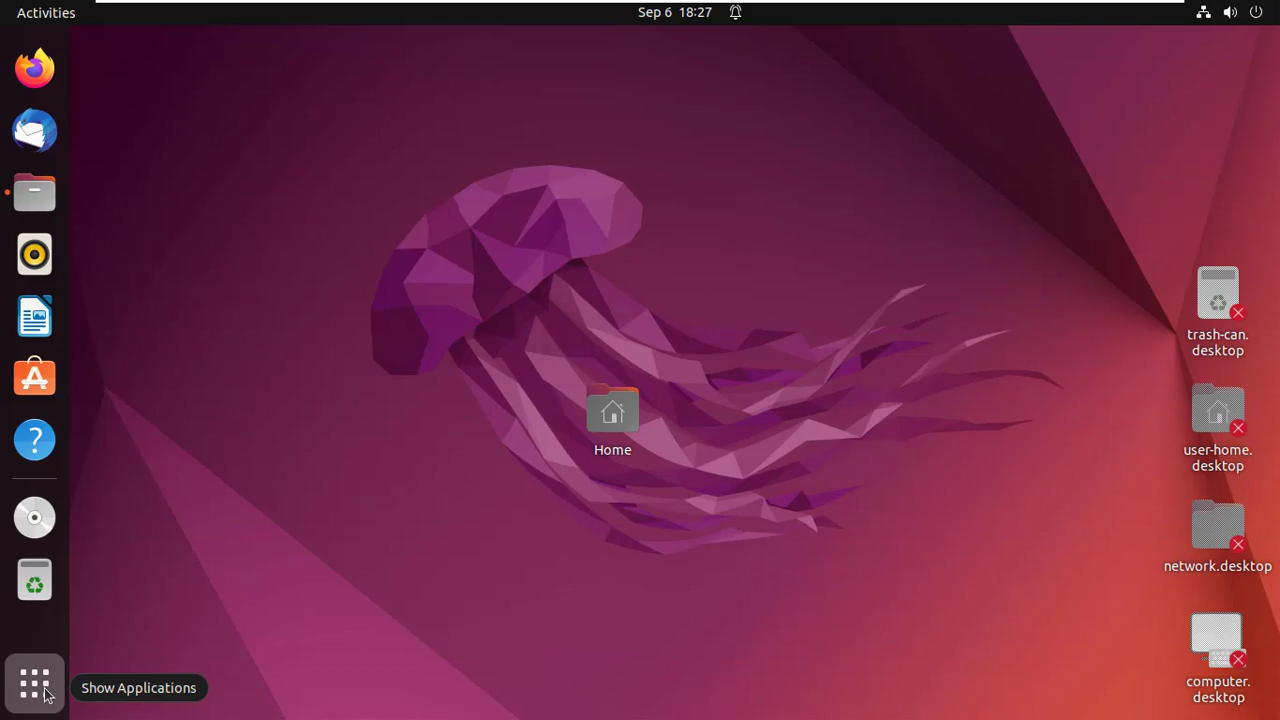 Activities
Sep 6 18:27
?
trash-can.
desktop
Home
user-home.
desktop
network.desktop
computer.
desktop
Show Applications